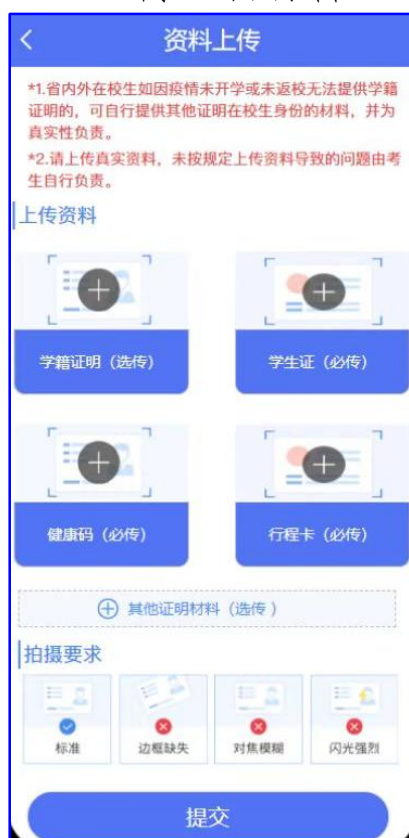 资料上传
*1.省内外在校生如因疫情未开学或未返校无法提供学籍
证明的，可自行提供其他证明在校生身份的材料，并为
真实性负责。
*2.请上传真实资料，未按规定上传资料导致的问题由考
生自行负责。
上传资料
学籍证明（选传）
学生证（必传）
健康码（必传）
行程卡（必传）
其他证明材料（选传）
拍摄要求
标准
边框缺失
对焦模糊
闪光强烈
提交